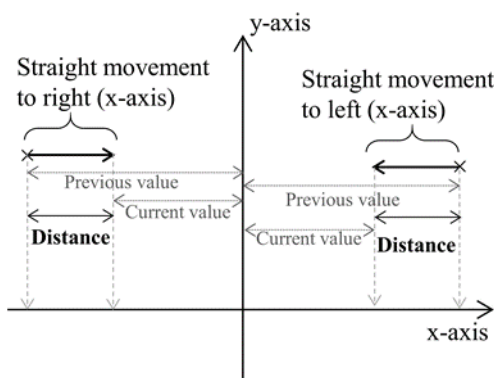 y-axis
Straight movement
to right (x-axis)
Straight movement
to left (x-axis)
Previous value
Current value
Distance
Previous value
Current value
Distance
x-axis